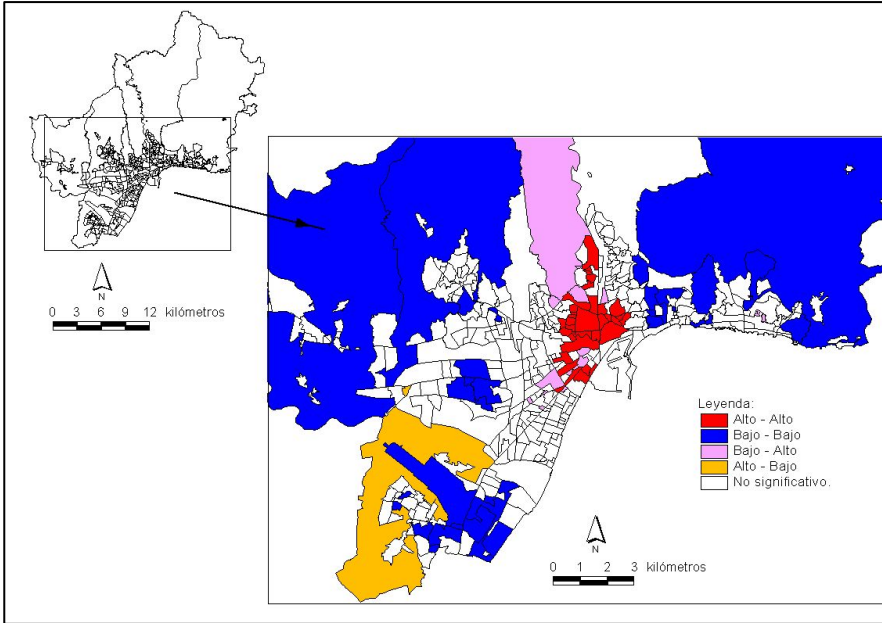 N
0 3 6 9 12 kilómetros
Leyenda:
Alto - Alto
Bajo - Bajo
Bajo - Alto
Alto - Bajo
No significativo.
N
0 1 2 3 kilómetros